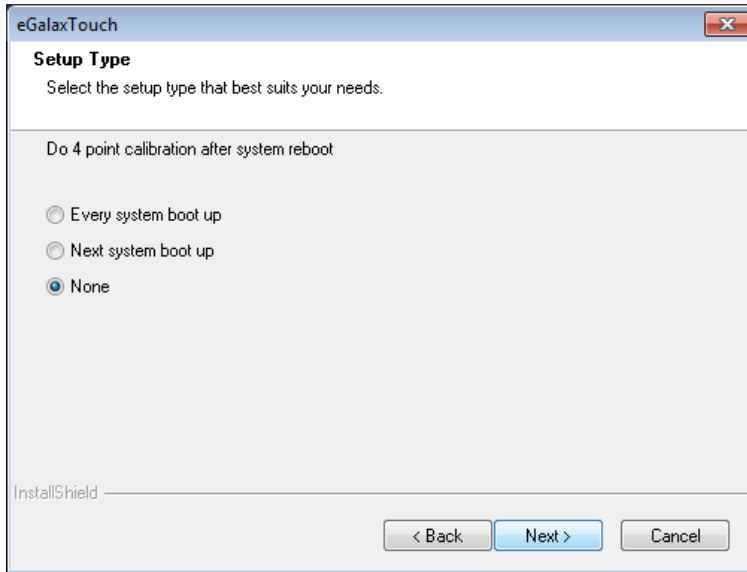 eGalaxTouch
Setup Type
Select the setup type that best suits your needs.
Do 4 point calibration after system reboot
Every system boot up
Next system boot up
None
InstallShield
< Back Next > Cancel